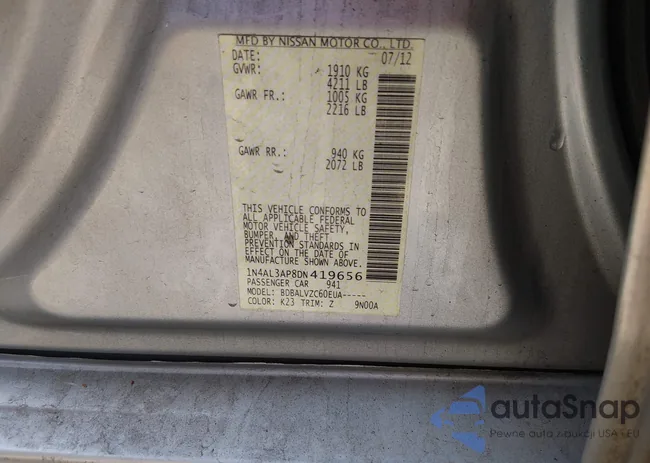 MFD BY NISSAN MOTOR CO., LTD.
DATE: 07/12
GVWR: 1910 KG
4211 LB
GAWR FR.: 1005 KG
2216 LB
GAWR RR.: 940 KG
2072 LB
THIS VEHICLE CONFORMS TO
ALL APPLICABLE FEDERAL
MOTOR VEHICLE SAFETY,
BUMPER, AND THEFT
PREVENTION STANDARDS IN
EFFECT ON THE DATE OF
MANUFACTURE SHOWN ABOVE.
1N4AL3AP8DN419656
PASSENGER CAR 941
MODEL: BDBALVZC60EUA-----
COLOR: K23 TRIM: Z 9N00A
autaSnap
Pewne auta i aukcji USA i EU